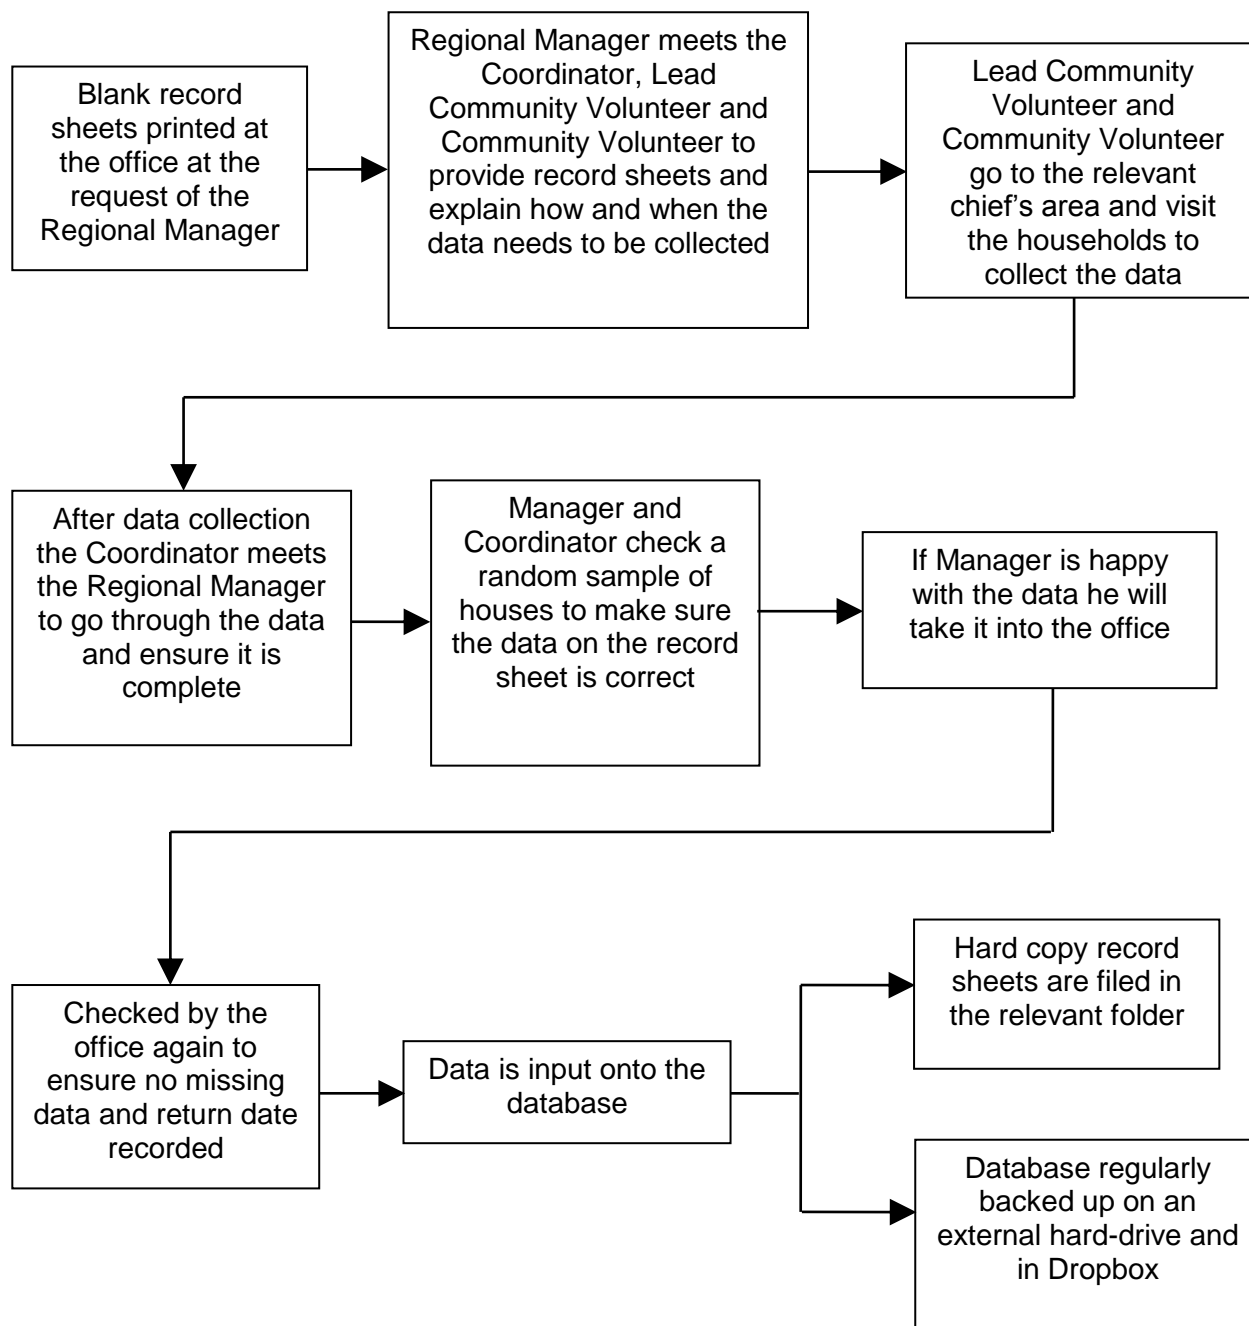 Blank record
sheets printed at
the office at the
request of the
Regional Manager
Regional Manager meets the
Coordinator, Lead
Community Volunteer and
Community Volunteer to
provide record sheets and
explain how and when the
data needs to be collected
Lead Community
Volunteer and
Community Volunteer
go to the relevant
chief’s area and visit
the households to
collect the data
After data collection
the Coordinator meets
the Regional Manager
to go through the data
and ensure it is
complete
Manager and
Coordinator check a
random sample of
houses to make sure
the data on the record
sheet is correct
If Manager is happy
with the data he will
take it into the office
Checked by the
office again to
ensure no missing
data and return date
recorded
Data is input onto the
database
Hard copy record
sheets are filed in
the relevant folder
Database regularly
backed up on an
external hard-drive and
in Dropbox